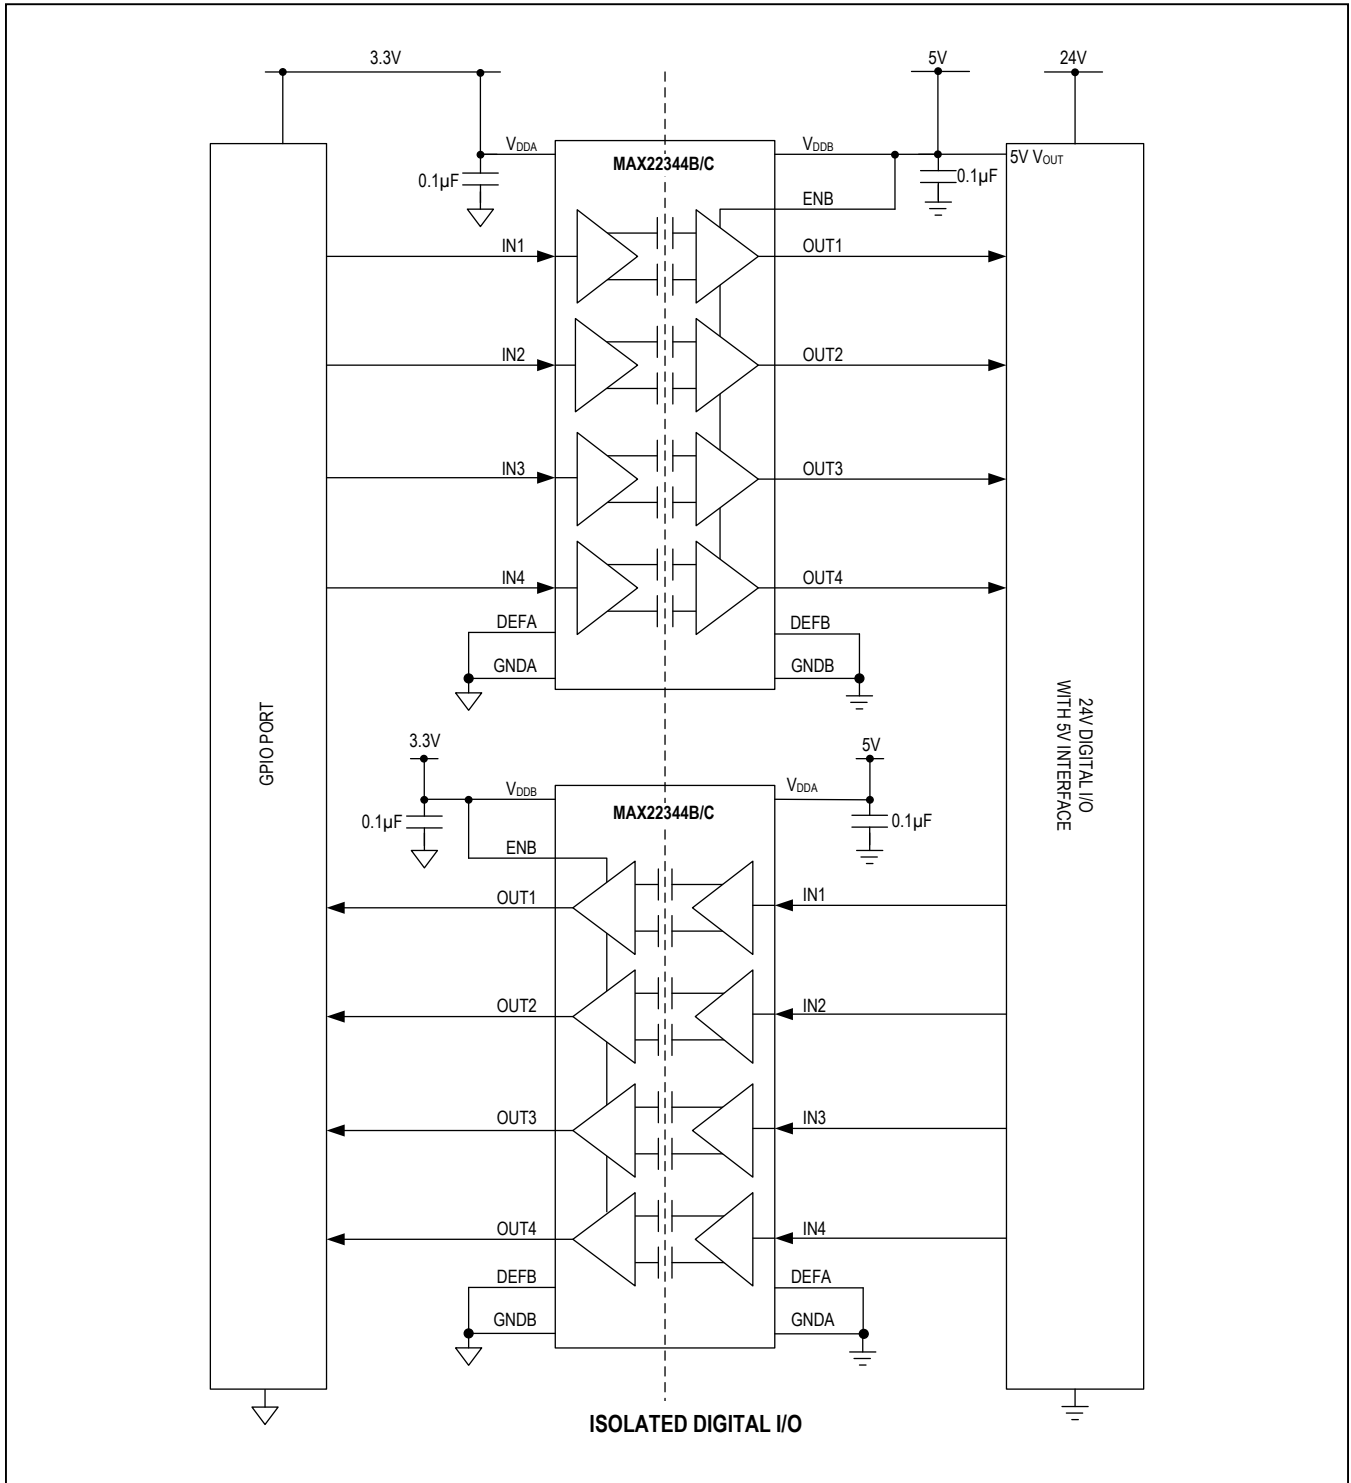 3.3V
5V
24V
VDDA
MAX22344B/C
VDDB
5V VOUT
0.1µF
0.1µF
ENB
IN1
OUT1
IN2
OUT2
IN3
OUT3
IN4
OUT4
DEFA
DEFB
GNDA
GNDB
GPIO PORT
24V DIGITAL I/O
WITH 5V INTERFACE
3.3V
5V
VDDB
MAX22344B/C
VDDA
0.1µF
0.1µF
ENB
OUT1
IN1
OUT2
IN2
OUT3
IN3
OUT4
IN4
DEFB
DEFA
GNDB
GNDA
ISOLATED DIGITAL I/O